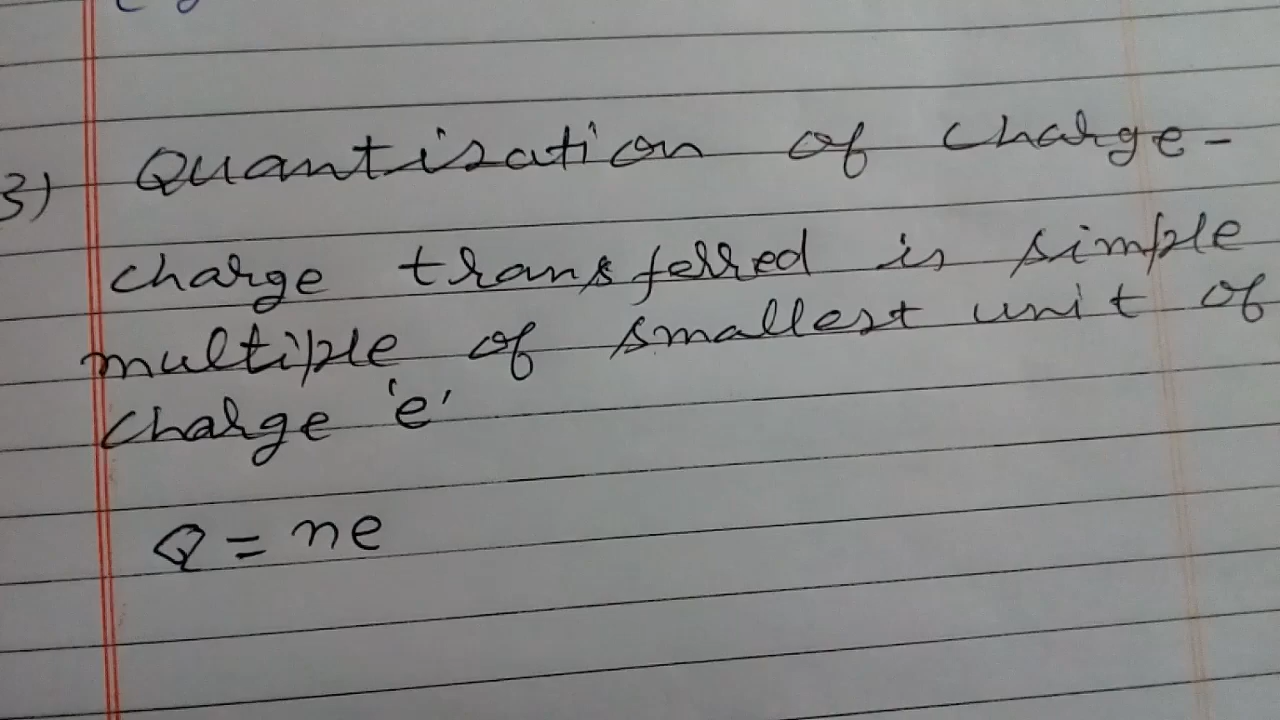 3) Quantisation of charge-
charge transferred is simple
multiple of smallest unit of
charge 'e'
Q = ne